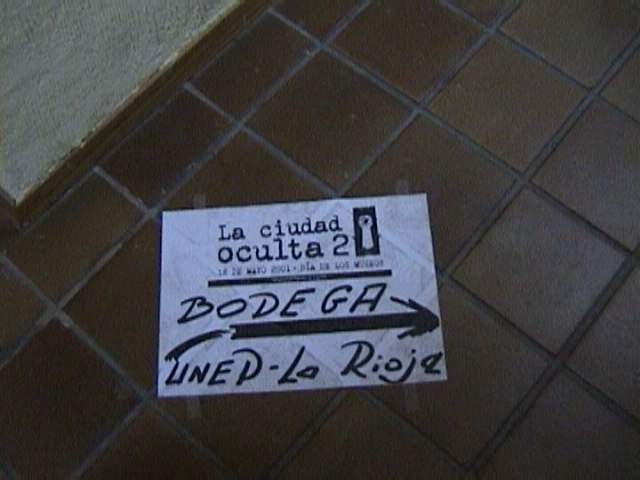 La ciudad
oculta 2
18 DE MAYO 2001 - DÍA DE LOS MUSEOS
BODEGA
UNED-La Rioja